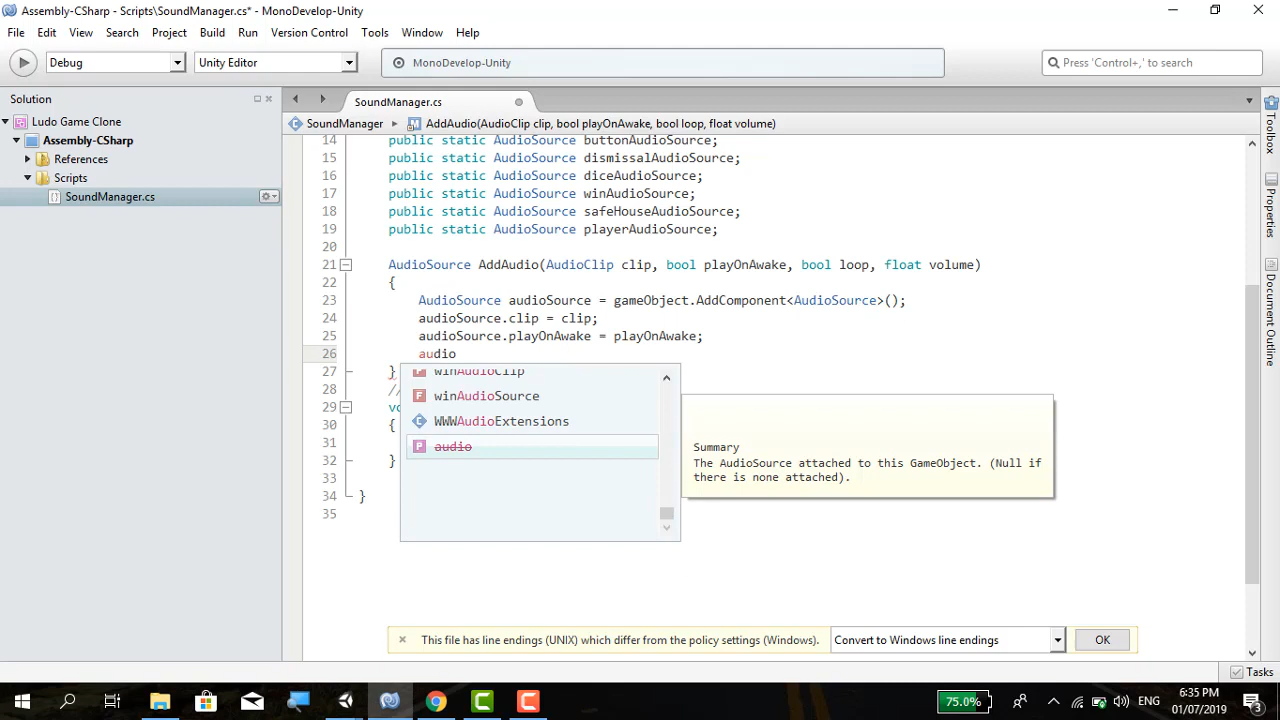 Assembly-CSharp - Scripts\SoundManager.cs* - MonoDevelop-Unity
File Edit View Search Project Build Run Version Control Tools Window Help
Debug Unity Editor MonoDevelop-Unity Press 'Control+,' to search
Solution
Ludo Game Clone
Assembly-CSharp
References
Scripts
SoundManager.cs
SoundManager.cs
SoundManager ▸ AddAudio(AudioClip clip, bool playOnAwake, bool loop, float volume)
14 public static AudioSource buttonAudioSource;
15 public static AudioSource dismissalAudioSource;
16 public static AudioSource diceAudioSource;
17 public static AudioSource winAudioSource;
18 public static AudioSource safeHouseAudioSource;
19 public static AudioSource playerAudioSource;
20
21 AudioSource AddAudio(AudioClip clip, bool playOnAwake, bool loop, float volume)
22 {
23 AudioSource audioSource = gameObject.AddComponent<AudioSource>();
24 audioSource.clip = clip;
25 audioSource.playOnAwake = playOnAwake;
26 audio
27 }
28 //
29 vo
30 {
31
32 }
33
34 }
35
winAudioClip
winAudioSource
WWWAudioExtensions
audio
Summary
The AudioSource attached to this GameObject. (Null if
there is none attached).
This file has line endings (UNIX) which differ from the policy settings (Windows). Convert to Windows line endings OK
Toolbox
Properties
Document Outline
Tasks
75.0% ENG
6:35 PM
01/07/2019
3